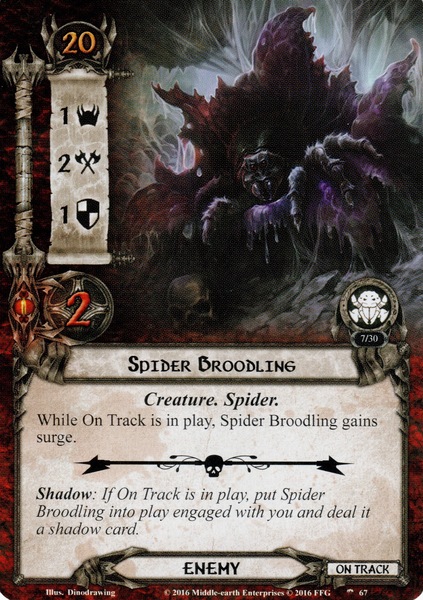 20
1
2
1
2
7/30
Spider Broodling
Creature. Spider.
While On Track is in play, Spider Broodling gains
surge.
Shadow: If On Track is in play, put Spider
Broodling into play engaged with you and deal it
a shadow card.
ENEMY
ON TRACK
Illus. Dinodrawing
© 2016 Middle-earth Enterprises © 2016 FFG
67